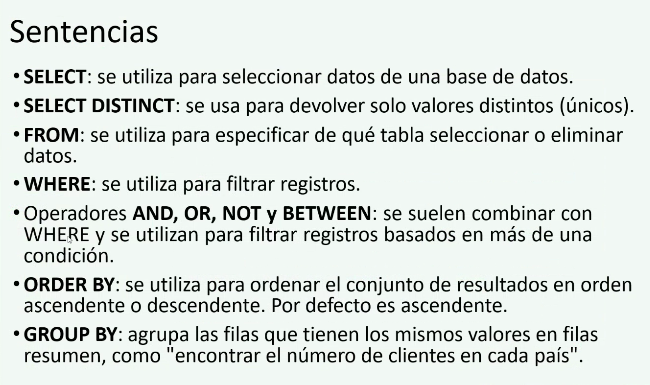 Sentencias
• SELECT: se utiliza para seleccionar datos de una base de datos.
• SELECT DISTINCT: se usa para devolver solo valores distintos (únicos).
• FROM: se utiliza para especificar de qué tabla seleccionar o eliminar
datos.
• WHERE: se utiliza para filtrar registros.
• Operadores AND, OR, NOT y BETWEEN: se suelen combinar con
WHERE y se utilizan para filtrar registros basados en más de una
condición.
• ORDER BY: se utiliza para ordenar el conjunto de resultados en orden
ascendente o descendente. Por defecto es ascendente.
• GROUP BY: agrupa las filas que tienen los mismos valores en filas
resumen, como "encontrar el número de clientes en cada país".